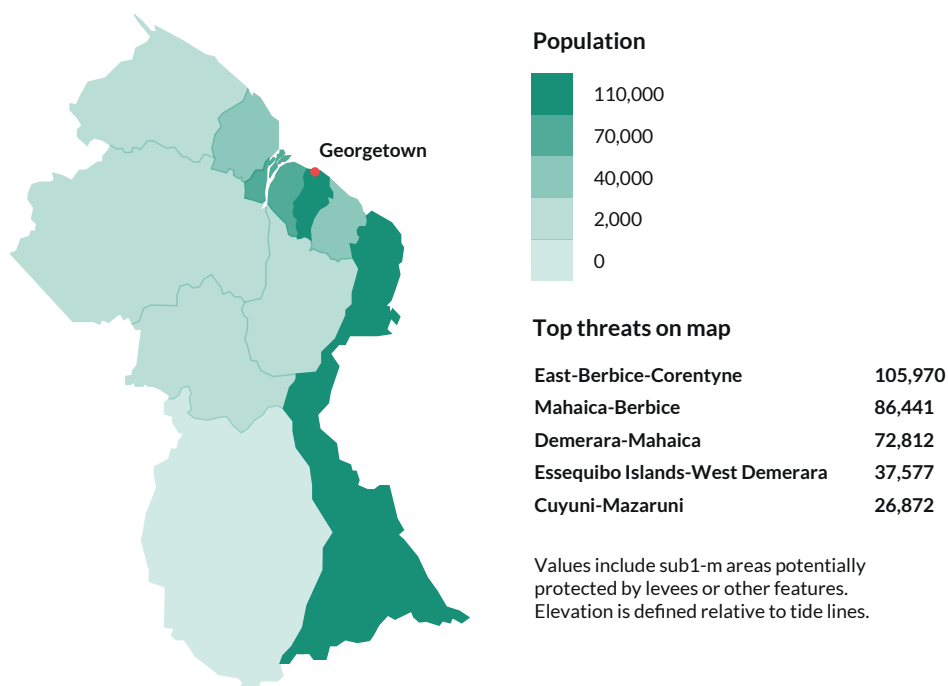 Georgetown
Population
110,000
70,000
40,000
2,000
0
Top threats on map
East-Berbice-Corentyne 105,970
Mahaica-Berbice 86,441
Demerara-Mahaica 72,812
Essequibo Islands-West Demerara 37,577
Cuyuni-Mazaruni 26,872
Values include sub1-m areas potentially
protected by levees or other features.
Elevation is defined relative to tide lines.